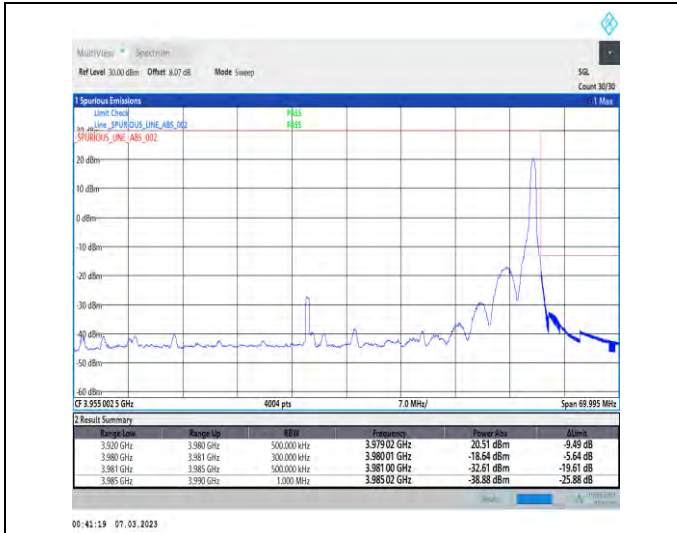 MultiView Spectrum
Ref Level 30.00 dBm Offset 8.07 dB Mode Sweep SGL
Count 30/30
1 Spurious Emissions 1 Max
Limit Check PASS
Line _SPURIOUS_LINE_ABS_002 PASS
_SPURIOUS_LINE_ABS_002
20 dBm
10 dBm
0 dBm
-10 dBm
-20 dBm
-30 dBm
-40 dBm
-50 dBm
-60 dBm
CF 3.955 002 5 GHz 4004 pts 7.0 MHz/ Span 69.995 MHz
2 Result Summary
Range Low Range Up RBW Frequency Power Abs ΔLimit
3.920 GHz 3.980 GHz 500.000 kHz 3.979 02 GHz 20.51 dBm -9.49 dB
3.980 GHz 3.981 GHz 300.000 kHz 3.980 01 GHz -18.64 dBm -5.64 dB
3.981 GHz 3.985 GHz 500.000 kHz 3.981 00 GHz -32.61 dBm -19.61 dB
3.985 GHz 3.990 GHz 1.000 MHz 3.985 02 GHz -38.88 dBm -25.88 dB
00:41:19 07.03.2023